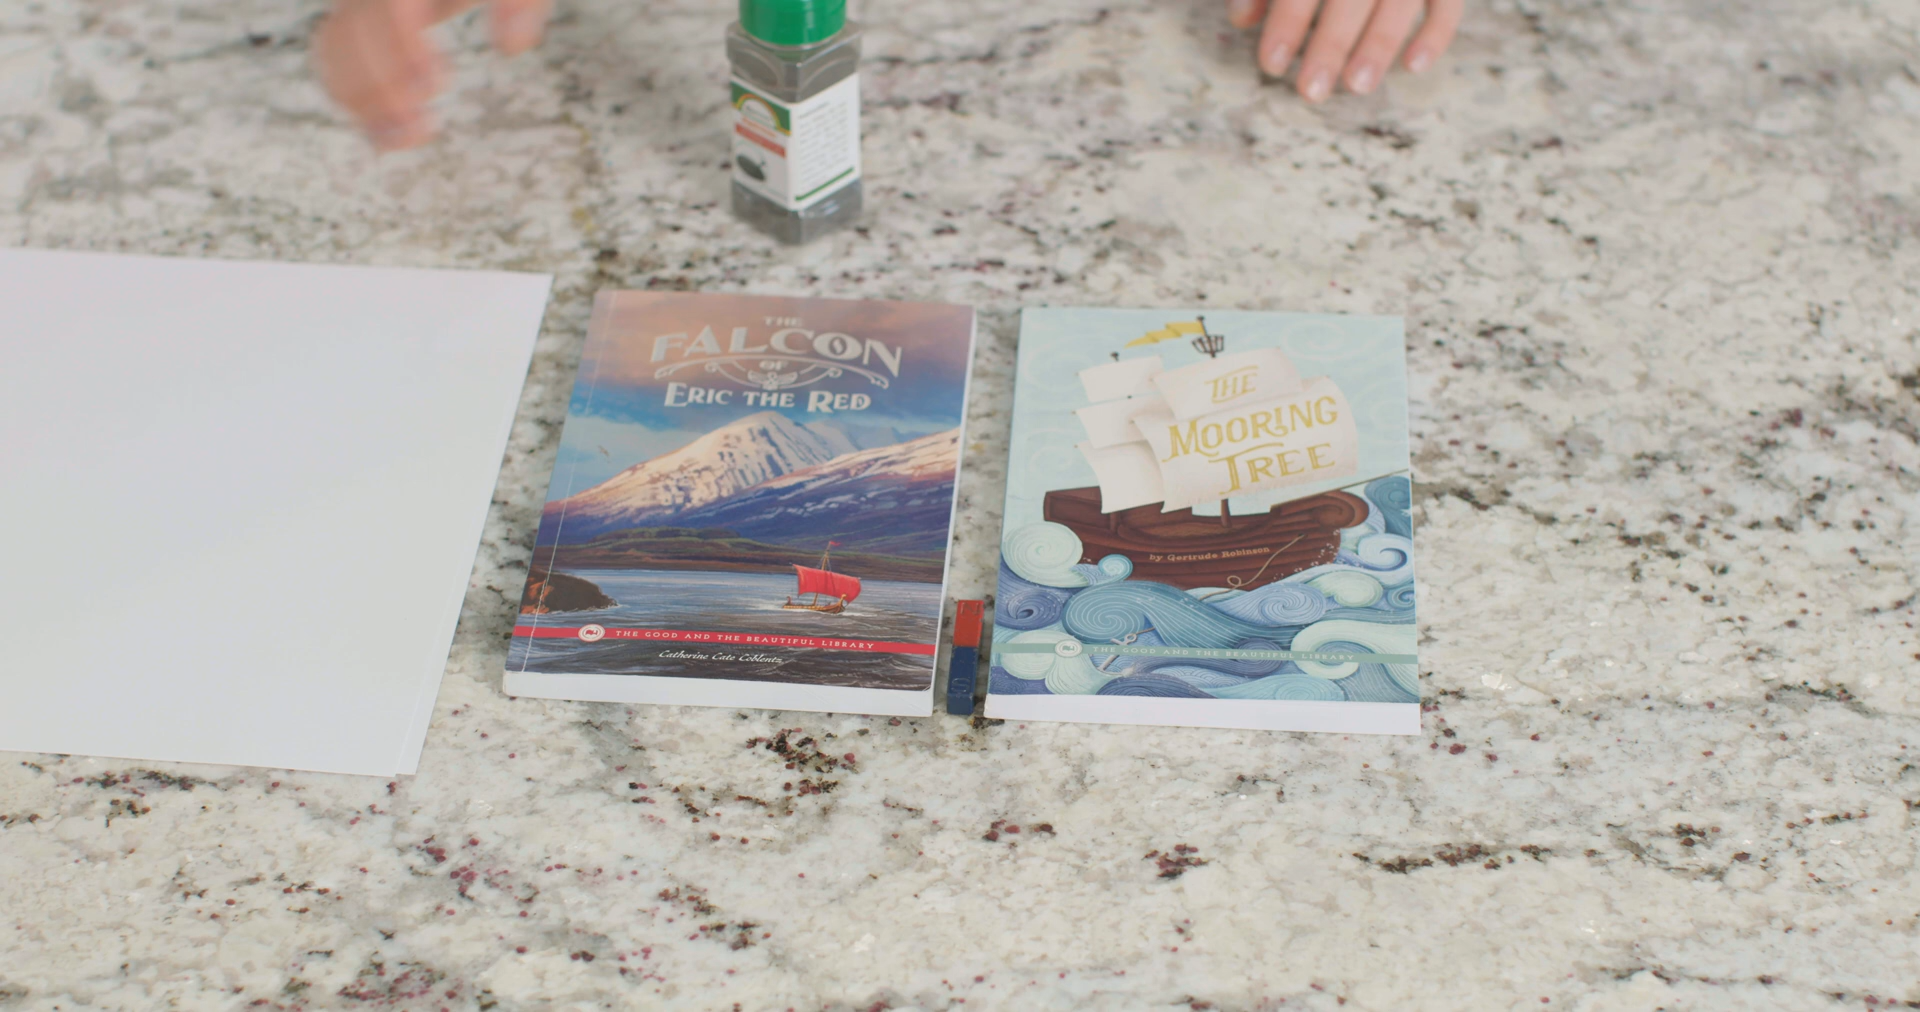 THE
FALCON
OF
ERIC THE RED
THE GOOD AND THE BEAUTIFUL LIBRARY
Catherine Cate Coblentz
THE
MOORING
TREE
by Gertrude Robinson
THE GOOD AND THE BEAUTIFUL LIBRARY
S